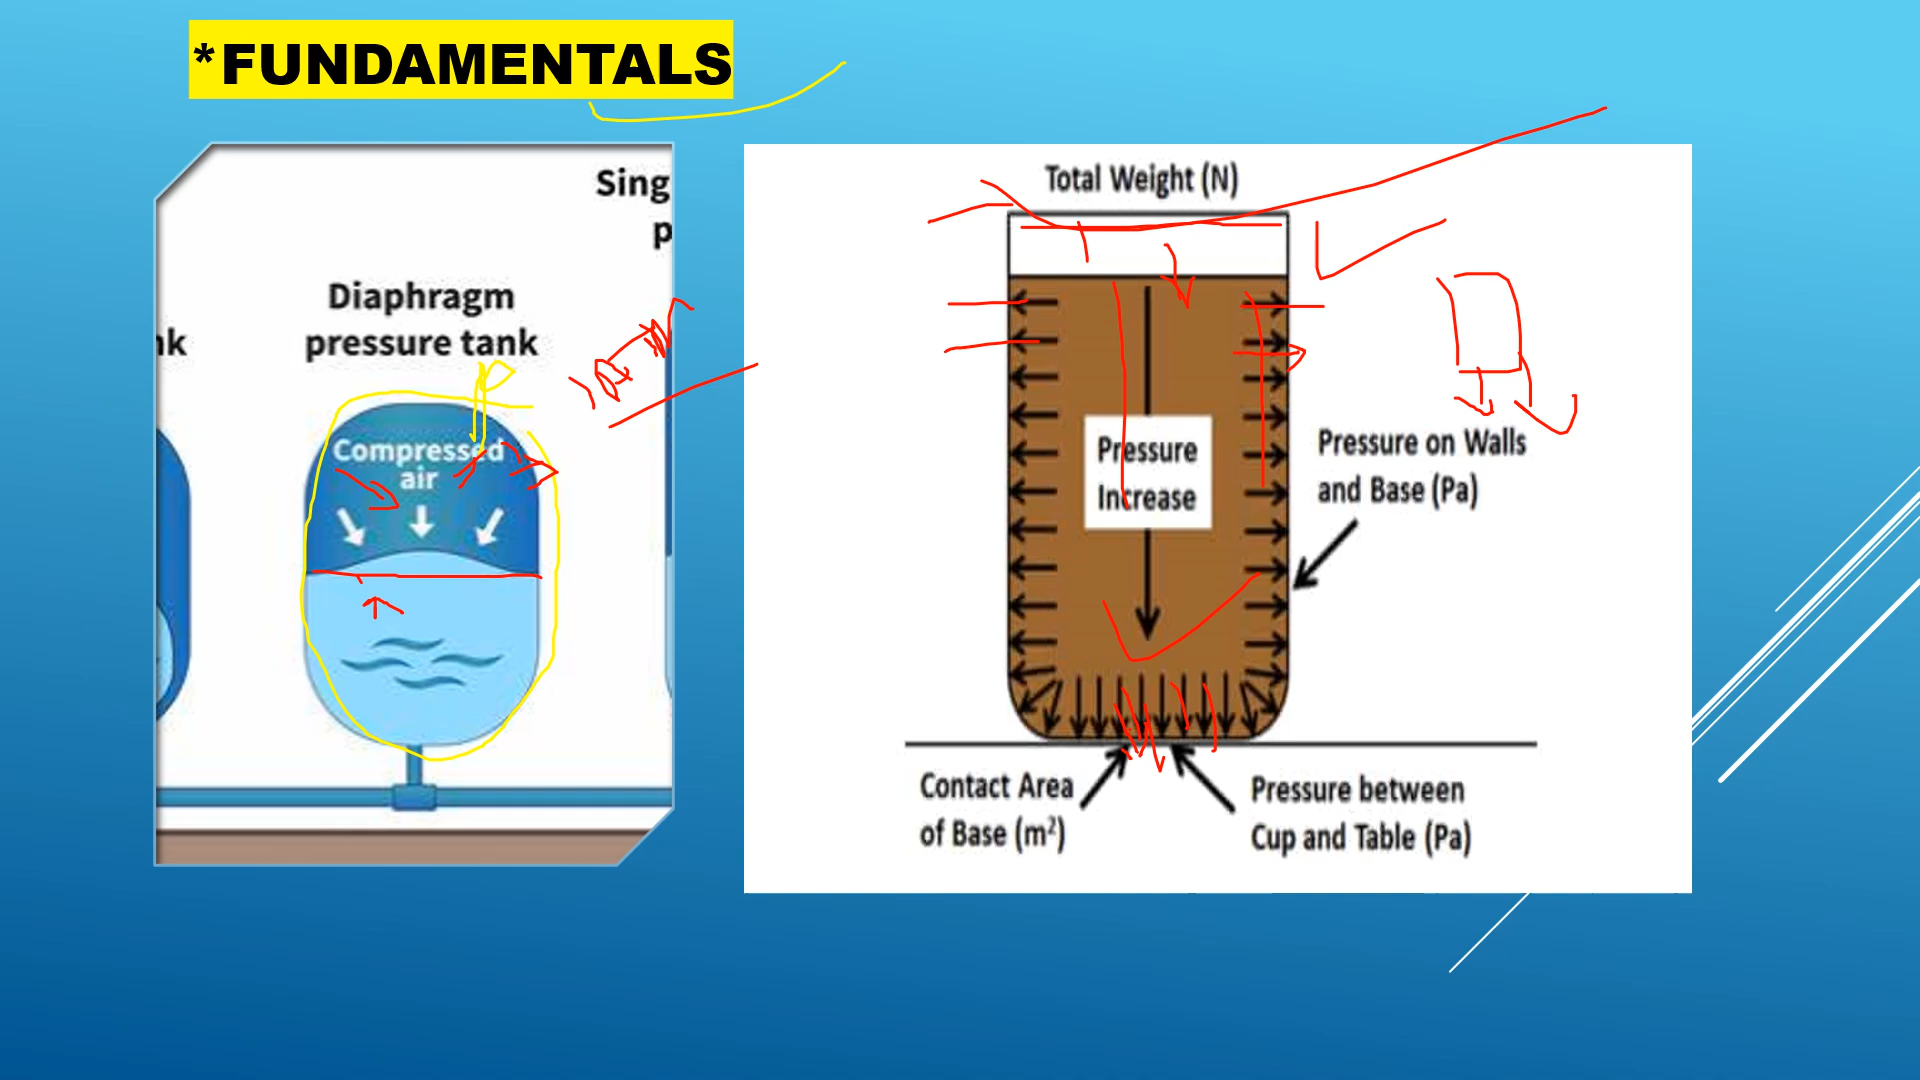 *FUNDAMENTALS
Sing
p
Diaphragm
pressure tank
nk
Compressed
air
Total Weight (N)
Pressure
Increase
Pressure on Walls
and Base (Pa)
Contact Area
of Base (m²)
Pressure between
Cup and Table (Pa)
P